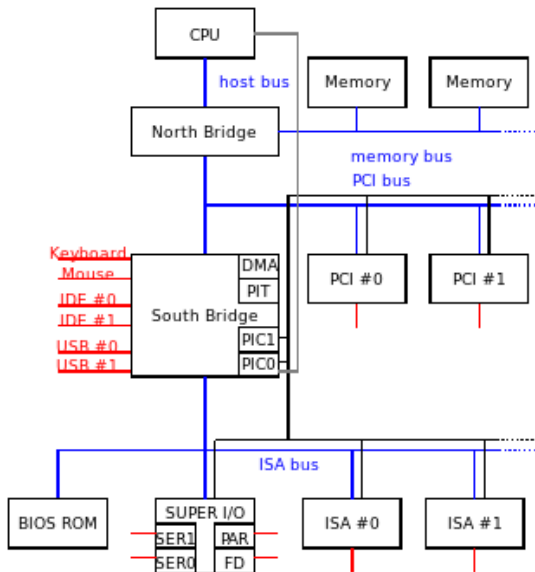 CPU
host bus
Memory
Memory
North Bridge
memory bus
PCI bus
Keyboard
Mouse
IDE #0
IDE #1
USB #0
USB #1
South Bridge
DMA
PIT
PIC1
PIC0
PCI #0
PCI #1
ISA bus
BIOS ROM
SUPER I/O
SER1
PAR
SER0
FD
ISA #0
ISA #1